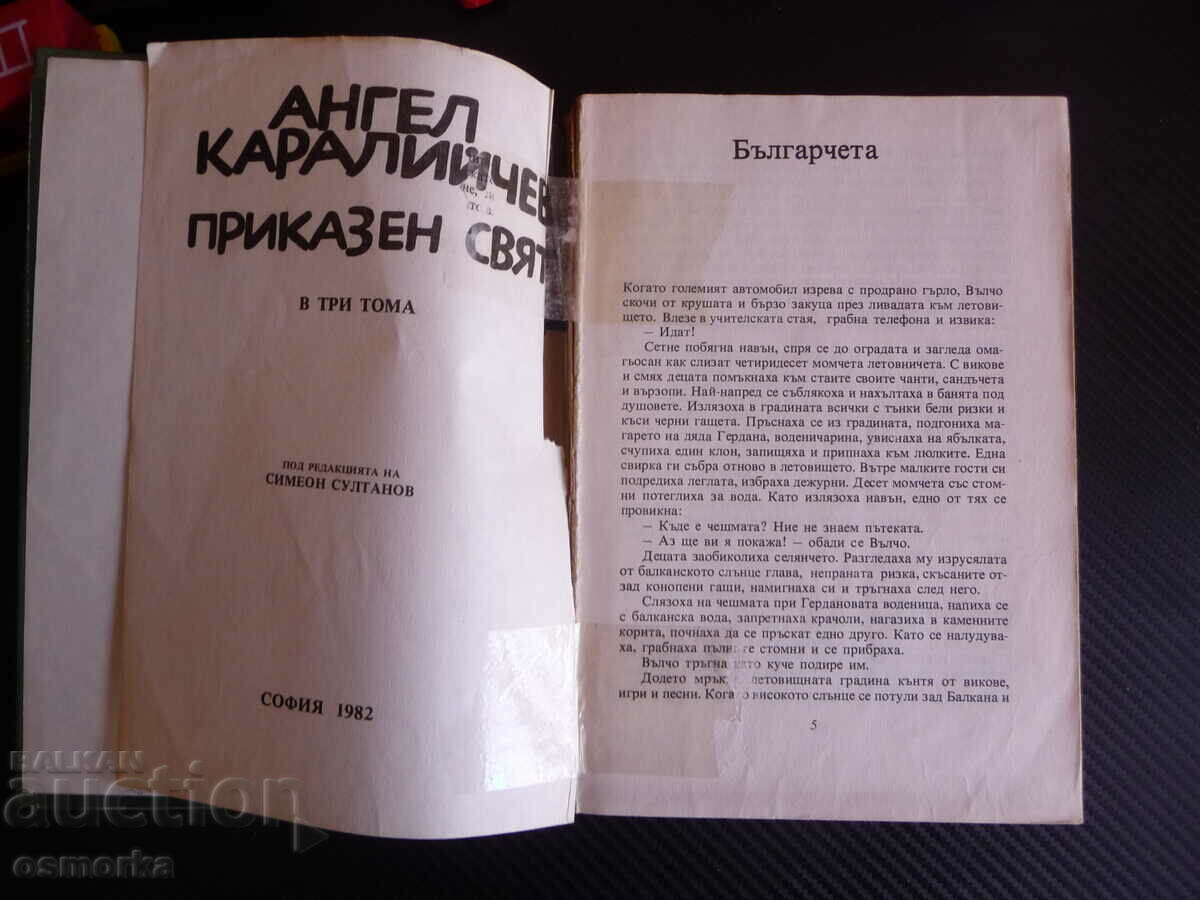 АНГЕЛ
КАРАЛИЙЧЕВ
ПРИКАЗЕН СВЯТ
В ТРИ ТОМА
ПОД РЕДАКЦИЯТА НА
СИМЕОН СУЛТАНОВ
СОФИЯ 1982
Българчета
Когато големият автомобил изрева с продрано гърло, Вълчо
скочи от крушата и бързо закуца през ливадата към летови-
щето. Влезе в учителската стая, грабна телефона и извика:
— Идат!
Сетне побягна навън, спря се до оградата и загледа ома-
гьосан как слизат четиридесет момчета летовничета. С викове
и смях децата помъкнаха към стаите своите чанти, сандъчета
и вързопи. Най-напред се съблякоха и нахълтаха в банята под
душовете. Излязоха в градината всички с тънки бели ризки и
къси черни гащета. Пръснаха се из градината, подгониха ма-
гарето на дяда Гердана, воденичарина, увиснаха на ябълката,
счупиха един клон, запищяха и припнаха към люлките. Една
свирка ги събра отново в летовището. Вътре малките гости си
подредиха леглата, избраха дежурни. Десет момчета със стом-
ни потеглиха за вода. Като излязоха навън, едно от тях се
провикна:
— Къде е чешмата? Ние не знаем пътеката.
— Аз ще ви я покажа! — обади се Вълчо.
Децата заобиколиха селянчето. Разгледаха му изрусялата
от балканското слънце глава, непраната ризка, скъсаните от-
зад конопени гащи, намигнаха си и тръгнаха след него.
Слязоха на чешмата при Гердановата воденица, напиха се
с балканска вода, запретнаха крачоли, нагазиха в каменните
корита, почнаха да се пръскат едно друго. Като се налудува-
ха, грабнаха те стомни и се прибраха.
Вълчо тръгна като куче подире им.
Додето летовищната градина кънтя от викове,
игри и песни. Когато високото слънце се потули зад Балкана и
5
BALKAN
auction
osmorka